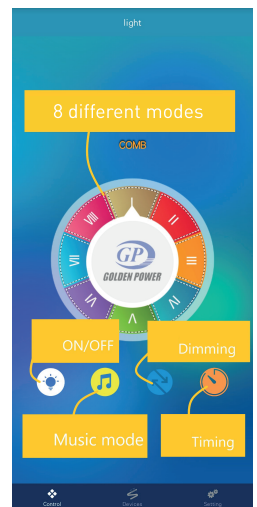 light
8 different modes
COMB
I
II
III
IV
V
VI
VII
VIII
GP
GOLDEN POWER
ON/OFF
Dimming
Music mode
Timing
Control
Devices
Setting